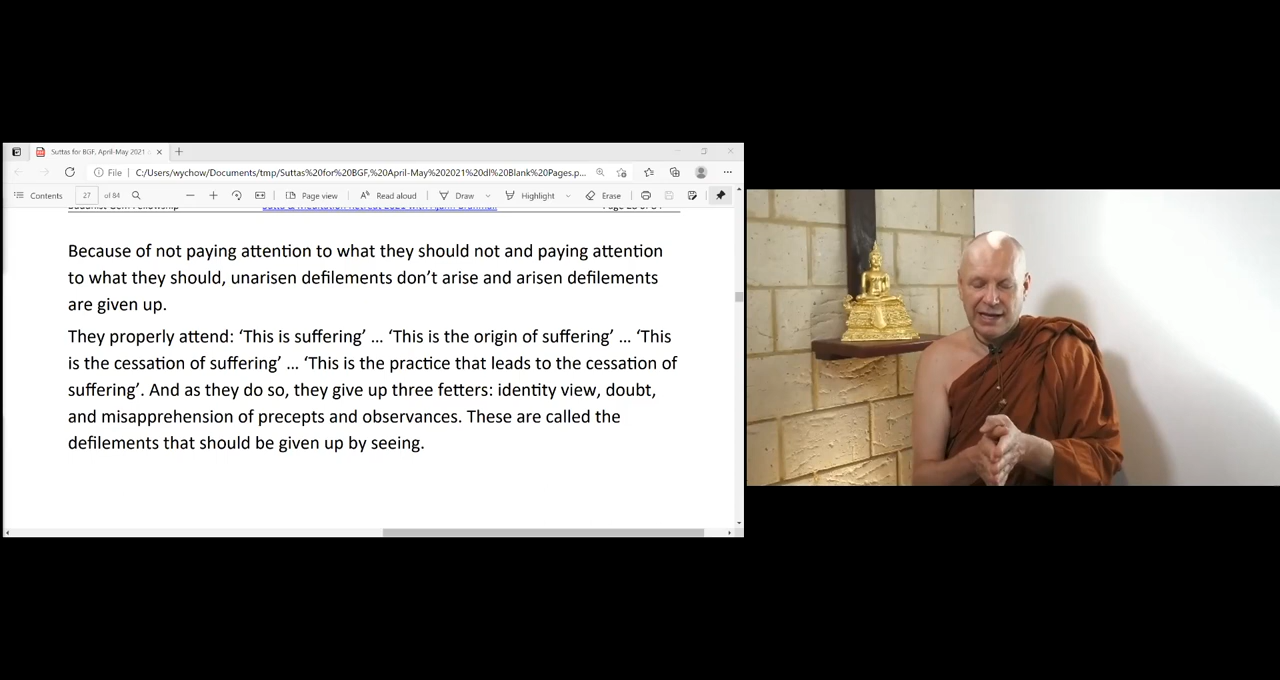 Suttas for BGF, April-May 2021
File C:/Users/wychow/Documents/tmp/Suttas%20for%20BGF,%20April-May%202021%20dl%20Blank%20Pages.p...
Contents 27 of 84 Page view Read aloud Draw Highlight Erase
Because of not paying attention to what they should not and paying attention
to what they should, unarisen defilements don’t arise and arisen defilements
are given up.
They properly attend: ‘This is suffering’ ... ‘This is the origin of suffering’ ... ‘This
is the cessation of suffering’ ... ‘This is the practice that leads to the cessation of
suffering’. And as they do so, they give up three fetters: identity view, doubt,
and misapprehension of precepts and observances. These are called the
defilements that should be given up by seeing.